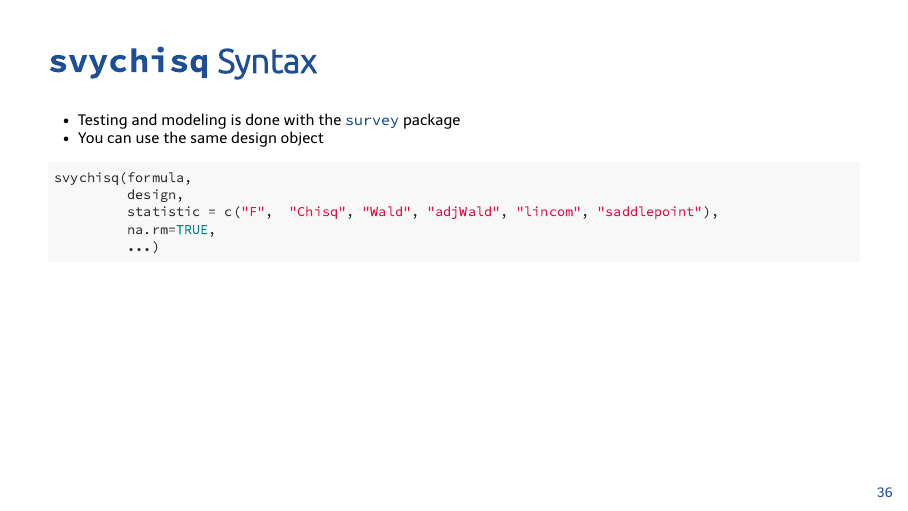 svychisq Syntax
• Testing and modeling is done with the survey package
• You can use the same design object
svychisq(formula,
         design,
         statistic = c("F",  "Chisq", "Wald", "adjWald", "lincom", "saddlepoint"),
         na.rm=TRUE,
         ...)
36